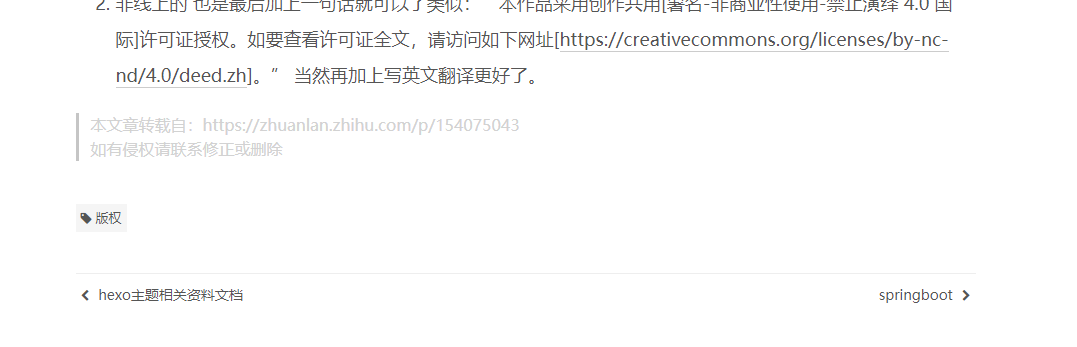 2. 非线上的 也是最后加上一句话就可以了类似：“本作品采用创作共用[署名-非商业性使用-禁止演绎 4.0 国
际]许可证授权。如要查看许可证全文，请访问如下网址[https://creativecommons.org/licenses/by-nc-
nd/4.0/deed.zh]。” 当然再加上写英文翻译更好了。
本文章转载自：https://zhuanlan.zhihu.com/p/154075043
如有侵权请联系修正或删除
版权
hexo主题相关资料文档
springboot